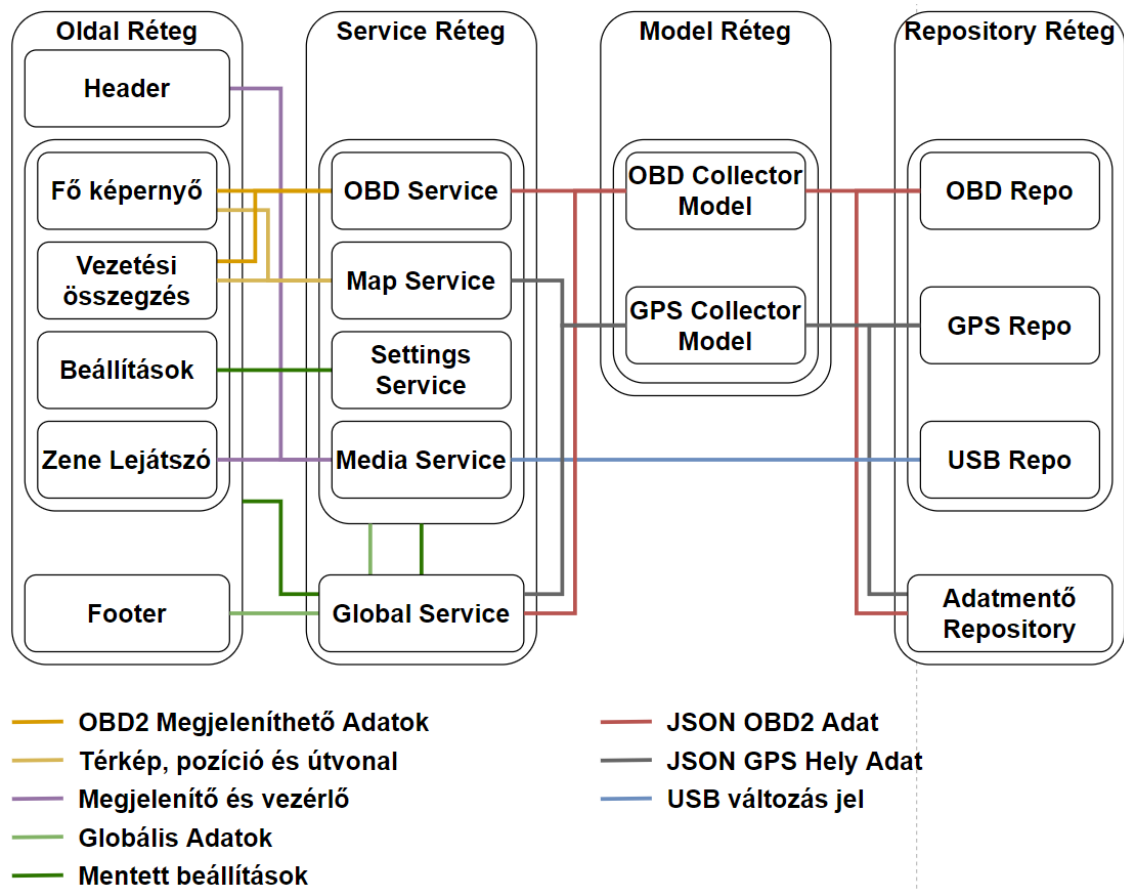 Oldal Réteg
Header
Fő képernyő
Vezetési
összegzés
Beállítások
Zene Lejátszó
Footer
Service Réteg
OBD Service
Map Service
Settings
Service
Media Service
Global Service
Model Réteg
OBD Collector
Model
GPS Collector
Model
Repository Réteg
OBD Repo
GPS Repo
USB Repo
Adatmentő
Repository
OBD2 Megjeleníthető Adatok
Térkép, pozíció és útvonal
Megjelenítő és vezérlő
Globális Adatok
Mentett beállítások
JSON OBD2 Adat
JSON GPS Hely Adat
USB változás jel